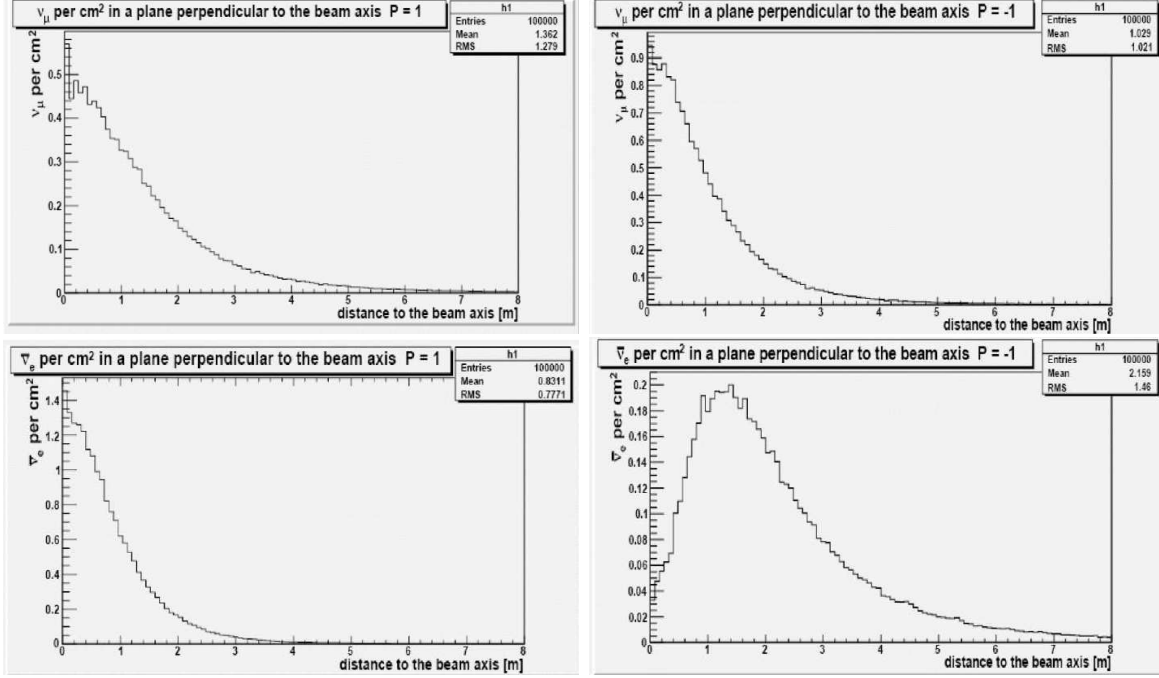 ν_μ per cm² in a plane perpendicular to the beam axis P = 1
h1
Entries 100000
Mean 1.362
RMS 1.279
ν_μ per cm²
0.5
0.4
0.3
0.2
0.1
0
0 1 2 3 4 5 6 7 8
distance to the beam axis [m]
ν_μ per cm² in a plane perpendicular to the beam axis P = -1
h1
Entries 100000
Mean 1.029
RMS 1.021
ν_μ per cm²
0.9
0.8
0.7
0.6
0.5
0.4
0.3
0.2
0.1
0
0 1 2 3 4 5 6 7 8
distance to the beam axis [m]
ν̅_e per cm² in a plane perpendicular to the beam axis P = 1
h1
Entries 100000
Mean 0.8311
RMS 0.7771
ν̅_e per cm²
1.4
1.2
1
0.8
0.6
0.4
0.2
0
0 1 2 3 4 5 6 7 8
distance to the beam axis [m]
ν̅_e per cm² in a plane perpendicular to the beam axis P = -1
h1
Entries 100000
Mean 2.159
RMS 1.46
ν̅_e per cm²
0.2
0.18
0.16
0.14
0.12
0.1
0.08
0.06
0.04
0.02
0
0 1 2 3 4 5 6 7 8
distance to the beam axis [m]